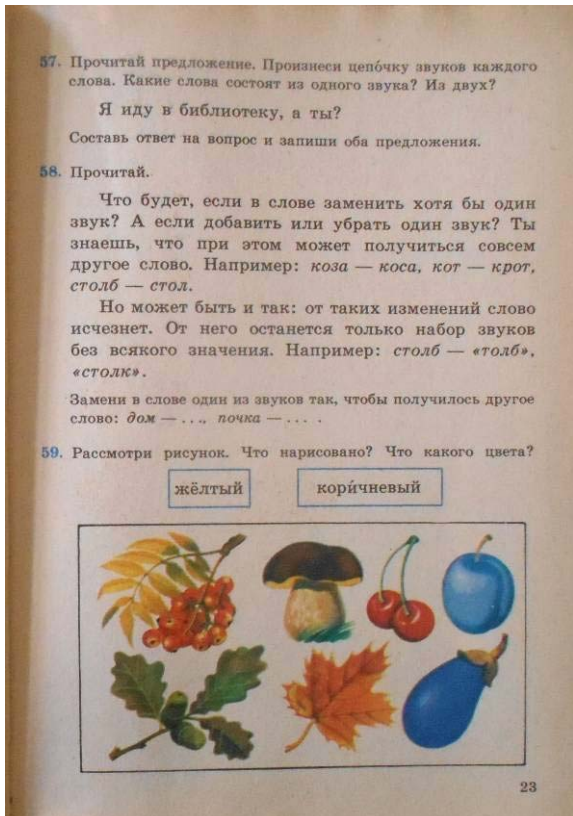 57. Прочитай предложение. Произнеси цепо́чку звуков каждого
слова. Какие слова состоят из одного звука? Из двух?
Я иду в библиотеку, а ты?
Составь ответ на вопрос и запиши оба предложения.
58. Прочитай.
Что будет, если в слове заменить хотя бы один
звук? А если добавить или убрать один звук? Ты
знаешь, что при этом может получиться совсем
другое слово. Например: коза — коса, кот — крот,
столб — стол.
Но может быть и так: от таких изменений слово
исчезнет. От него останется только набор звуков
без всякого значения. Например: столб — «толб»,
«столк».
Замени в слове один из звуков так, чтобы получилось другое
слово: дом — ..., почка — ... .
59. Рассмотри рисунок. Что нарисовано? Что какого цвета?
жёлтый кори́чневый
23